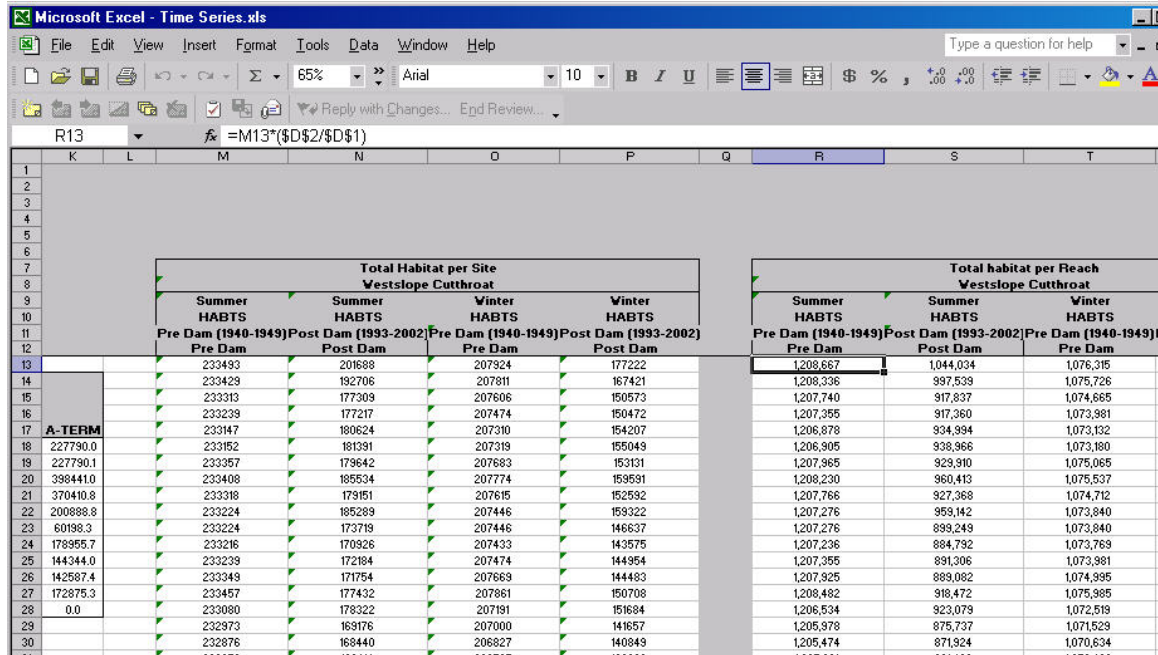 Microsoft Excel - Time Series.xls
File Edit View Insert Format Tools Data Window Help Type a question for help
65% Arial 10 B I U $ % ,
Reply with Changes... End Review...
R13 fx =M13*($D$2/$D$1)
K L M N O P Q R S T
1
2
3
4
5
6
7 Total Habitat per Site Total habitat per Reach
8 Westslope Cutthroat Westslope Cutthroat
9 Summer Summer Winter Winter Summer Summer Winter
10 HABTS HABTS HABTS HABTS HABTS HABTS HABTS
11 Pre Dam (1940-1949) Post Dam (1993-2002) Pre Dam (1940-1949) Post Dam (1993-2002) Pre Dam (1940-1949) Post Dam (1993-2002) Pre Dam (1940-1949)
12 Pre Dam Post Dam Pre Dam Post Dam Pre Dam Post Dam Pre Dam
13 233493 201688 207924 177222 1,208,667 1,044,034 1,076,315
14 233429 192706 207811 167421 1,208,336 997,539 1,075,726
15 233313 177309 207606 150573 1,207,740 917,837 1,074,665
16 233239 177217 207474 150472 1,207,355 917,360 1,073,981
17 A-TERM 233147 180624 207310 154207 1,206,878 934,994 1,073,132
18 227790.0 233152 181391 207319 155049 1,206,905 938,966 1,073,180
19 227790.1 233357 179642 207683 153131 1,207,965 929,910 1,075,065
20 398441.0 233408 185534 207774 159591 1,208,230 960,413 1,075,537
21 370410.8 233318 179151 207615 152592 1,207,766 927,368 1,074,712
22 200888.8 233224 185289 207446 159322 1,207,276 959,142 1,073,840
23 60198.3 233224 173719 207446 146637 1,207,276 899,249 1,073,840
24 178955.7 233216 170926 207433 143575 1,207,236 884,792 1,073,769
25 144344.0 233239 172184 207474 144954 1,207,355 891,306 1,073,981
26 142587.4 233349 171754 207669 144483 1,207,925 889,082 1,074,995
27 172875.3 233457 177432 207861 150708 1,208,482 918,472 1,075,985
28 0.0 233080 178322 207191 151684 1,206,534 923,079 1,072,519
29 232973 169176 207000 141657 1,205,978 875,737 1,071,529
30 232876 168440 206827 140849 1,205,474 871,924 1,070,634